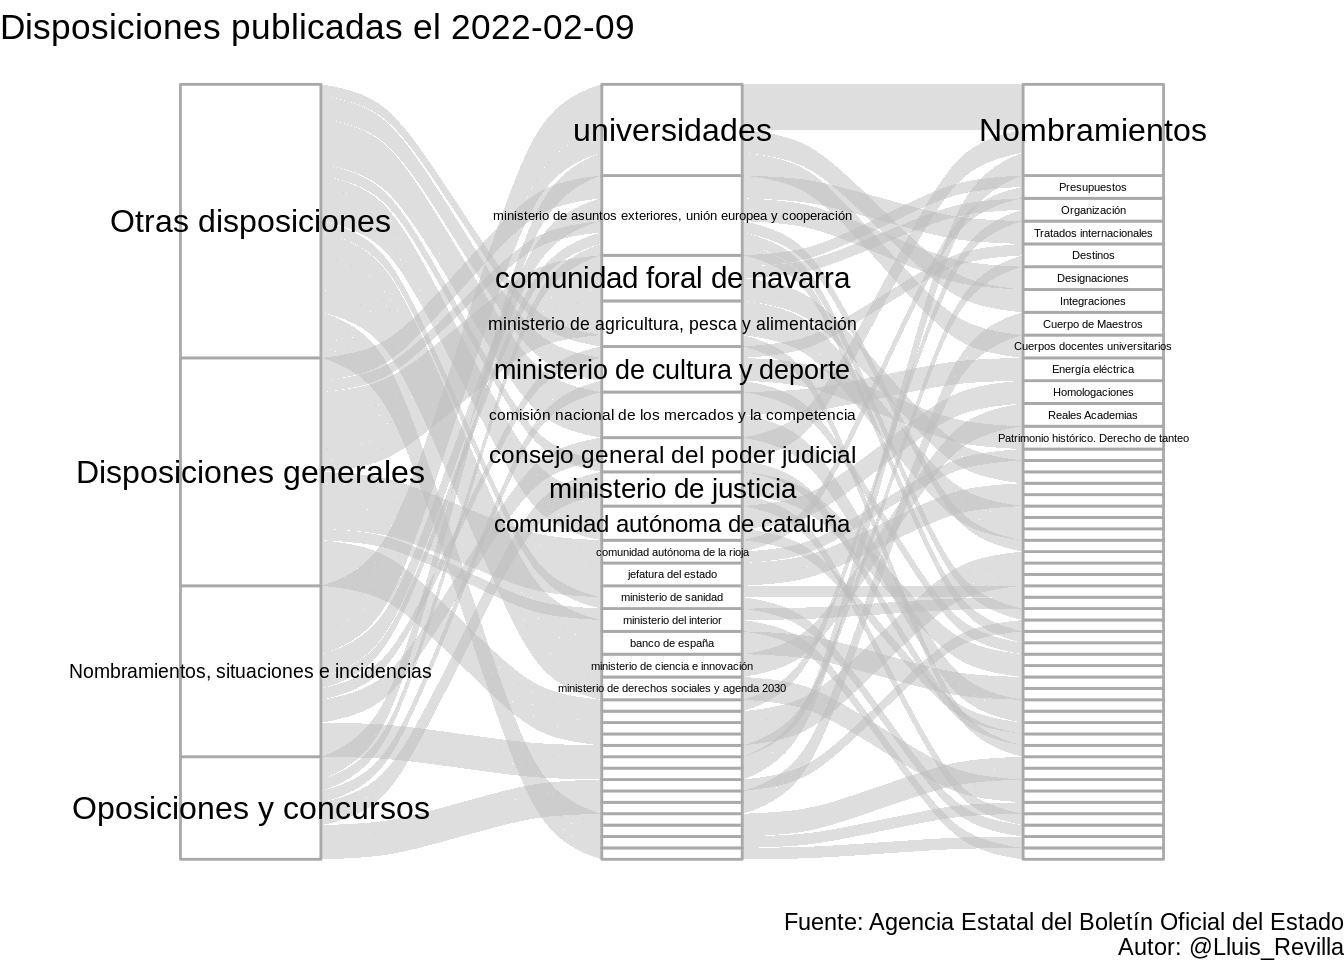 Disposiciones publicadas el 2022-02-09
Otras disposiciones
Disposiciones generales
Nombramientos, situaciones e incidencias
Oposiciones y concursos
universidades
ministerio de asuntos exteriores, unión europea y cooperación
comunidad foral de navarra
ministerio de agricultura, pesca y alimentación
ministerio de cultura y deporte
comisión nacional de los mercados y la competencia
consejo general del poder judicial
ministerio de justicia
comunidad autónoma de cataluña
comunidad autónoma de la rioja
jefatura del estado
ministerio de sanidad
ministerio del interior
banco de españa
ministerio de ciencia e innovación
ministerio de derechos sociales y agenda 2030
Nombramientos
Presupuestos
Organización
Tratados internacionales
Destinos
Designaciones
Integraciones
Cuerpo de Maestros
Cuerpos docentes universitarios
Energía eléctrica
Homologaciones
Reales Academias
Patrimonio histórico. Derecho de tanteo
Fuente: Agencia Estatal del Boletín Oficial del Estado
Autor: @Lluis_Revilla